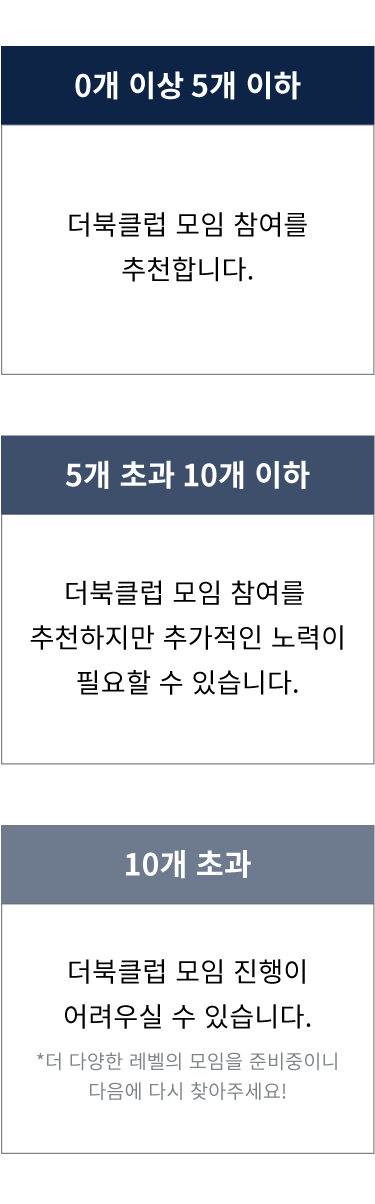 0개 이상 5개 이하
더북클럽 모임 참여를
추천합니다.
5개 초과 10개 이하
더북클럽 모임 참여를
추천하지만 추가적인 노력이
필요할 수 있습니다.
10개 초과
더북클럽 모임 진행이
어려우실 수 있습니다.
*더 다양한 레벨의 모임을 준비중이니
다음에 다시 찾아주세요!